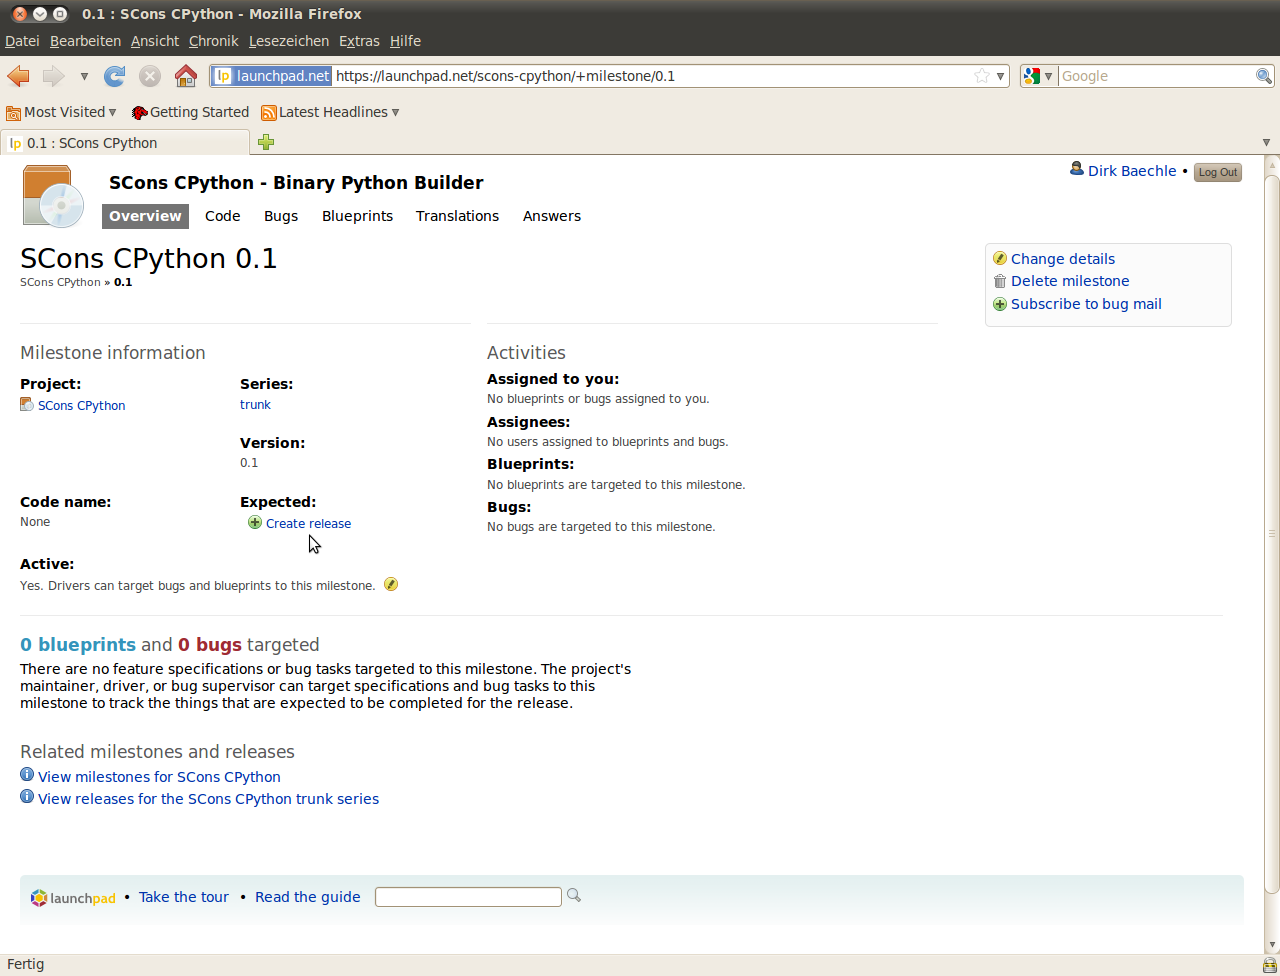 0.1 : SCons CPython - Mozilla Firefox
Datei Bearbeiten Ansicht Chronik Lesezeichen Extras Hilfe
lp launchpad.net https://launchpad.net/scons-cpython/+milestone/0.1 Google
Most Visited Getting Started Latest Headlines
lp 0.1 : SCons CPython
Dirk Baechle • Log Out
SCons CPython - Binary Python Builder
Overview Code Bugs Blueprints Translations Answers
SCons CPython 0.1
SCons CPython » 0.1
Change details
Delete milestone
Subscribe to bug mail
Milestone information
Project:
SCons CPython
Series:
trunk
Version:
0.1
Code name:
None
Expected:
Create release
Active:
Yes. Drivers can target bugs and blueprints to this milestone.
Activities
Assigned to you:
No blueprints or bugs assigned to you.
Assignees:
No users assigned to blueprints and bugs.
Blueprints:
No blueprints are targeted to this milestone.
Bugs:
No bugs are targeted to this milestone.
0 blueprints and 0 bugs targeted
There are no feature specifications or bug tasks targeted to this milestone. The project's
maintainer, driver, or bug supervisor can target specifications and bug tasks to this
milestone to track the things that are expected to be completed for the release.
Related milestones and releases
View milestones for SCons CPython
View releases for the SCons CPython trunk series
launchpad • Take the tour • Read the guide
Fertig